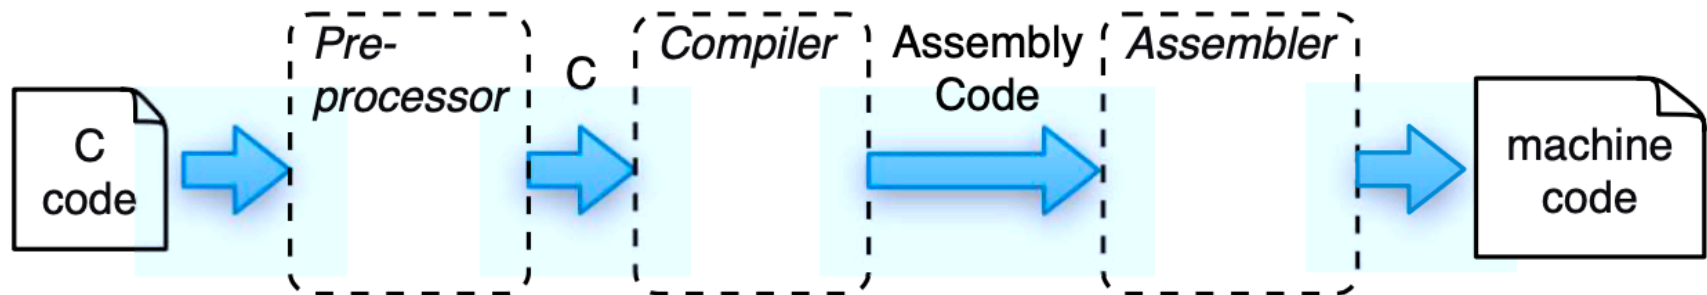 C
code
Pre-
processor
C
Compiler
Assembly
Code
Assembler
machine
code